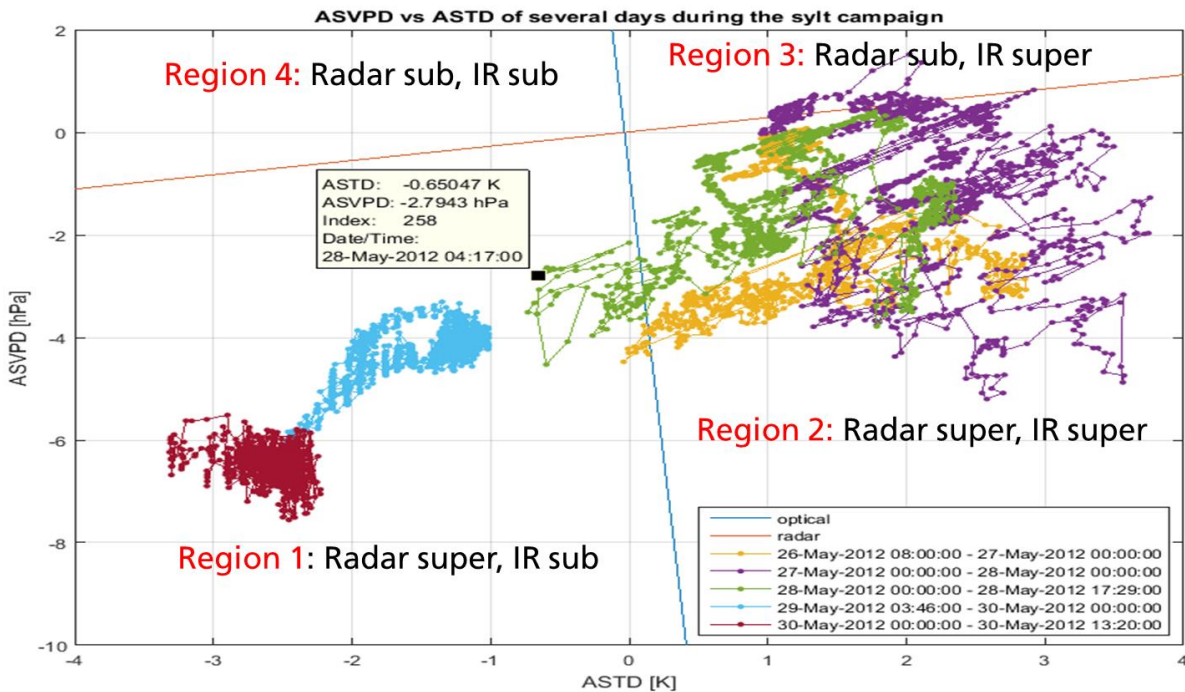 ASVPD vs ASTD of several days during the sylt campaign
Region 4: Radar sub, IR sub
Region 3: Radar sub, IR super
ASTD: -0.65047 K
ASVPD: -2.7943 hPa
Index: 258
Date/Time:
28-May-2012 04:17:00
Region 2: Radar super, IR super
Region 1: Radar super, IR sub
optical
radar
26-May-2012 08:00:00 - 27-May-2012 00:00:00
27-May-2012 00:00:00 - 28-May-2012 00:00:00
28-May-2012 00:00:00 - 28-May-2012 17:29:00
29-May-2012 03:46:00 - 30-May-2012 00:00:00
30-May-2012 00:00:00 - 30-May-2012 13:20:00
ASVPD [hPa]
2
0
-2
-4
-6
-8
-10
-4 -3 -2 -1 0 1 2 3 4
ASTD [K]